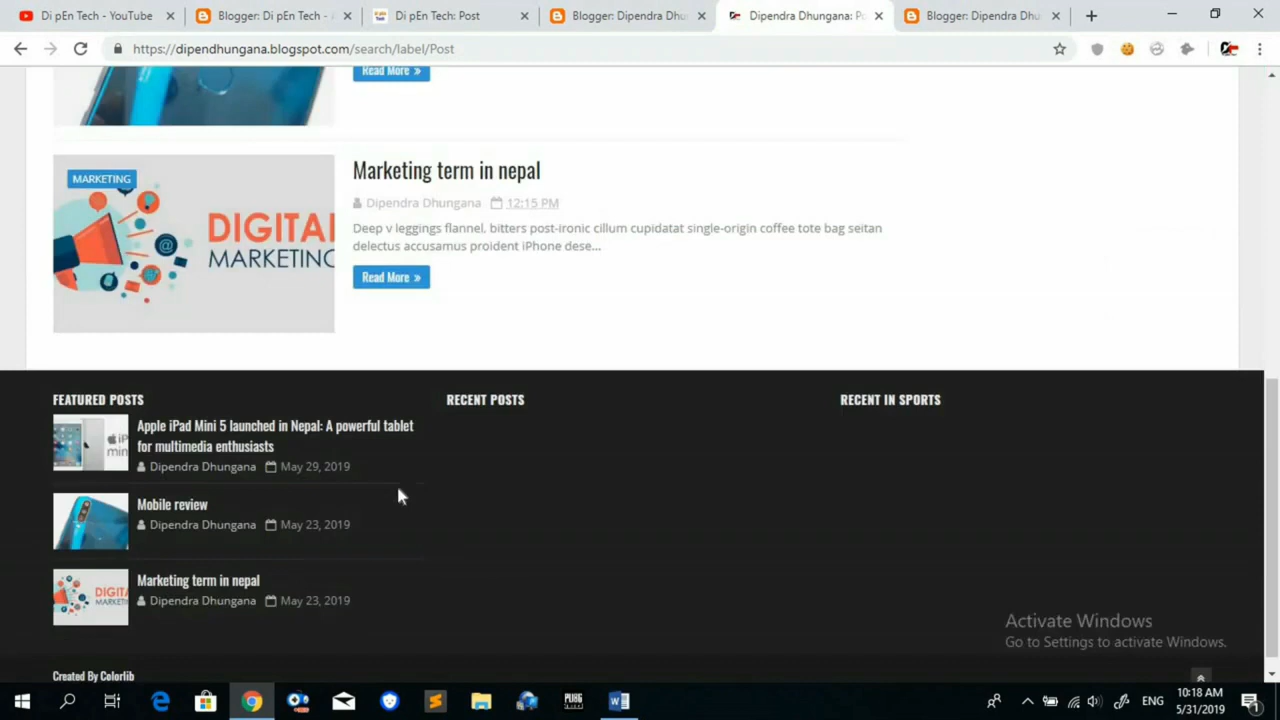 Di pEn Tech - YouTube
Blogger: Di pEn Tech - A
Di pEn Tech: Post
Blogger: Dipendra Dhu
Dipendra Dhungana: P
Blogger: Dipendra Dhu
https://dipendhungana.blogspot.com/search/label/Post
Read More »
MARKETING
DIGITAL
MARKETING
Marketing term in nepal
Dipendra Dhungana 12:15 PM
Deep v leggings flannel. bitters post-ironic cillum cupidatat single-origin coffee tote bag seitan
delectus accusamus proident iPhone dese...
Read More »
FEATURED POSTS
RECENT POSTS
RECENT IN SPORTS
Apple iPad Mini 5 launched in Nepal: A powerful tablet
for multimedia enthusiasts
Dipendra Dhungana May 29, 2019
Mobile review
Dipendra Dhungana May 23, 2019
Marketing term in nepal
Dipendra Dhungana May 23, 2019
Activate Windows
Go to Settings to activate Windows.
Created By Colorlib
PUBG
ENG
10:18 AM
5/31/2019